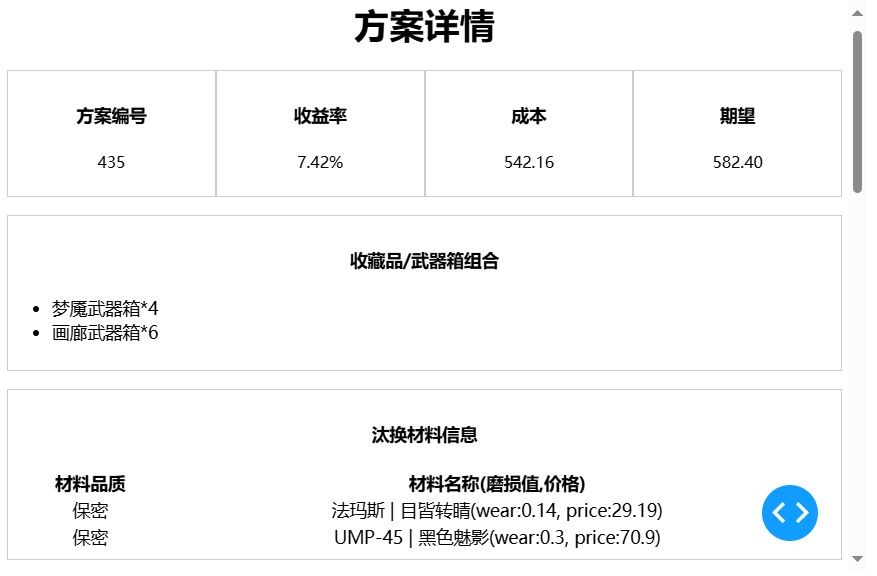 方案详情
方案编号 收益率 成本 期望
435 7.42% 542.16 582.40
收藏品/武器箱组合
梦魇武器箱*4
画廊武器箱*6
汰换材料信息
材料品质 材料名称(磨损值,价格)
保密 法玛斯 | 目皆转睛(wear:0.14, price:29.19)
保密 UMP-45 | 黑色魅影(wear:0.3, price:70.9)